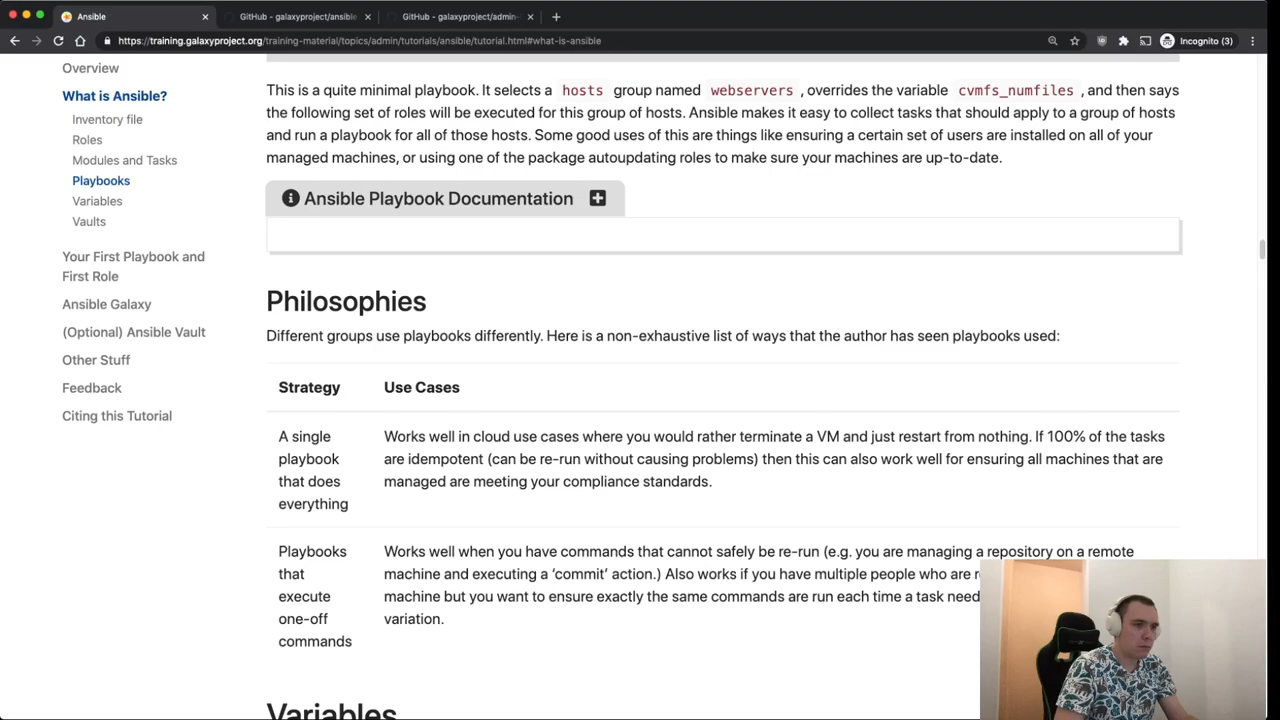 Ansible
GitHub - galaxyproject/ansible
GitHub - galaxyproject/admin-
https://training.galaxyproject.org/training-material/topics/admin/tutorials/ansible/tutorial.html#what-is-ansible
Incognito (3)
Overview
What is Ansible?
Inventory file
Roles
Modules and Tasks
Playbooks
Variables
Vaults
Your First Playbook and
First Role
Ansible Galaxy
(Optional) Ansible Vault
Other Stuff
Feedback
Citing this Tutorial
This is a quite minimal playbook. It selects a hosts group named webservers , overrides the variable cvmfs_numfiles , and then says
the following set of roles will be executed for this group of hosts. Ansible makes it easy to collect tasks that should apply to a group of hosts
and run a playbook for all of those hosts. Some good uses of this are things like ensuring a certain set of users are installed on all of your
managed machines, or using one of the package autoupdating roles to make sure your machines are up-to-date.
Ansible Playbook Documentation
Philosophies
Different groups use playbooks differently. Here is a non-exhaustive list of ways that the author has seen playbooks used:
Strategy Use Cases
A single
playbook
that does
everything
Works well in cloud use cases where you would rather terminate a VM and just restart from nothing. If 100% of the tasks
are idempotent (can be re-run without causing problems) then this can also work well for ensuring all machines that are
managed are meeting your compliance standards.
Playbooks
that
execute
one-off
commands
Works well when you have commands that cannot safely be re-run (e.g. you are managing a repository on a remote
machine and executing a ‘commit’ action.) Also works if you have multiple people who are
machine but you want to ensure exactly the same commands are run each time a task need
variation.
Variables